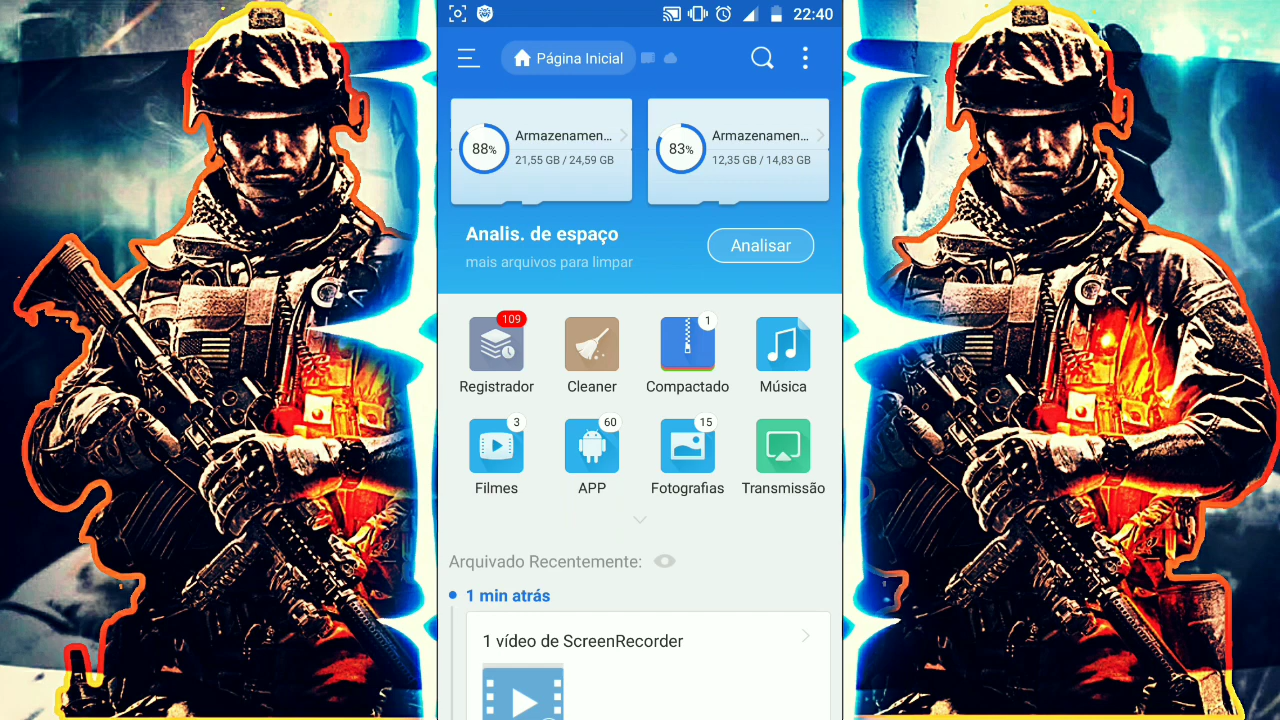 22:40
Página Inicial
Armazenamen...
88%
21,55 GB / 24,59 GB
Armazenamen...
83%
12,35 GB / 14,83 GB
Analis. de espaço
mais arquivos para limpar
Analisar
109
1
Registrador
Cleaner
Compactado
Música
3
60
15
Filmes
APP
Fotografias
Transmissão
Arquivado Recentemente:
1 min atrás
1 vídeo de ScreenRecorder